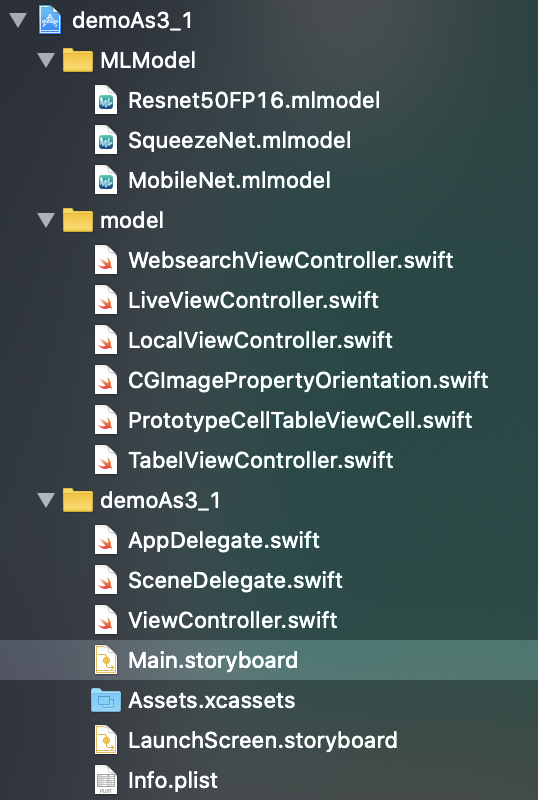 demoAs3_1
MLModel
Resnet50FP16.mlmodel
SqueezeNet.mlmodel
MobileNet.mlmodel
model
WebsearchViewController.swift
LiveViewController.swift
LocalViewController.swift
CGImagePropertyOrientation.swift
PrototypeCellTableViewCell.swift
TabelViewController.swift
demoAs3_1
AppDelegate.swift
SceneDelegate.swift
ViewController.swift
Main.storyboard
Assets.xcassets
LaunchScreen.storyboard
Info.plist